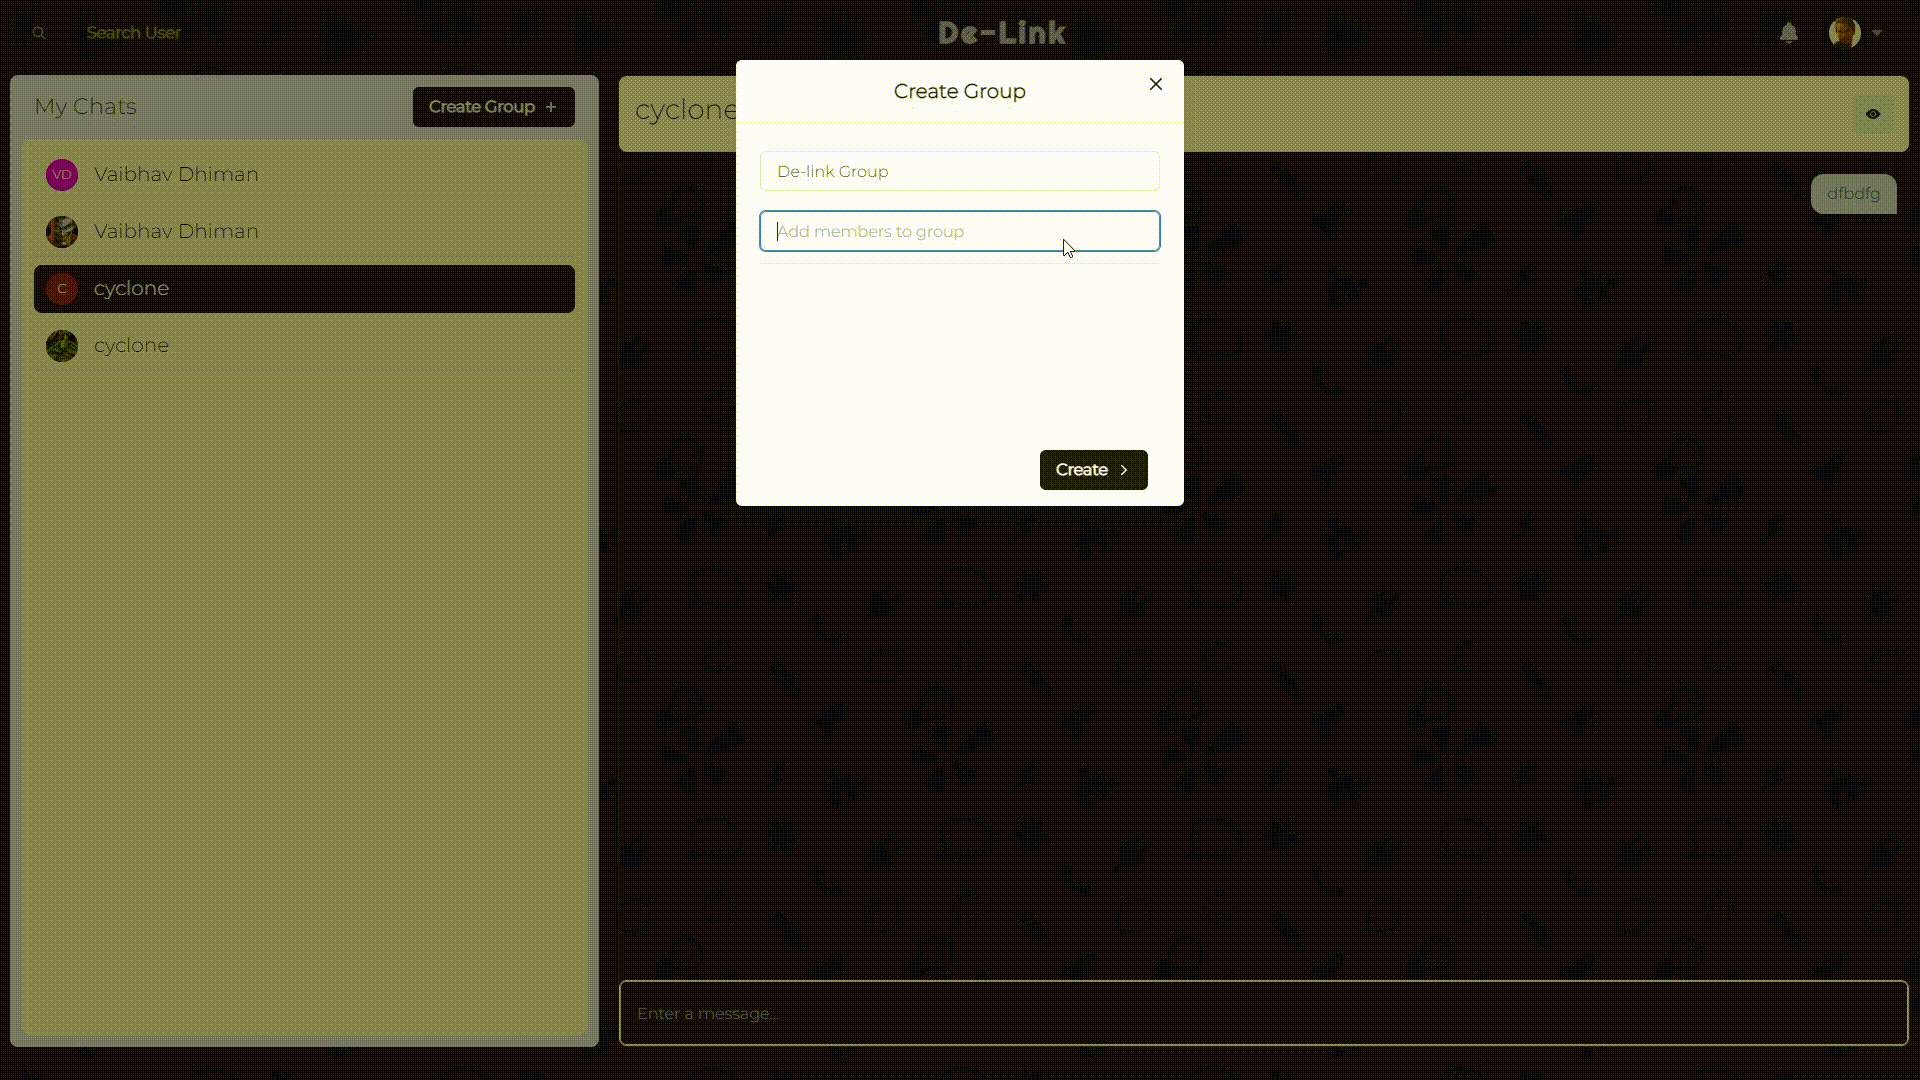 Search User
De-Link
My Chats
Create Group +
VD Vaibhav Dhiman
Vaibhav Dhiman
C cyclone
cyclone
cyclone
dfbdfg
Create Group
De-link Group
Add members to group
Create
Enter a message...